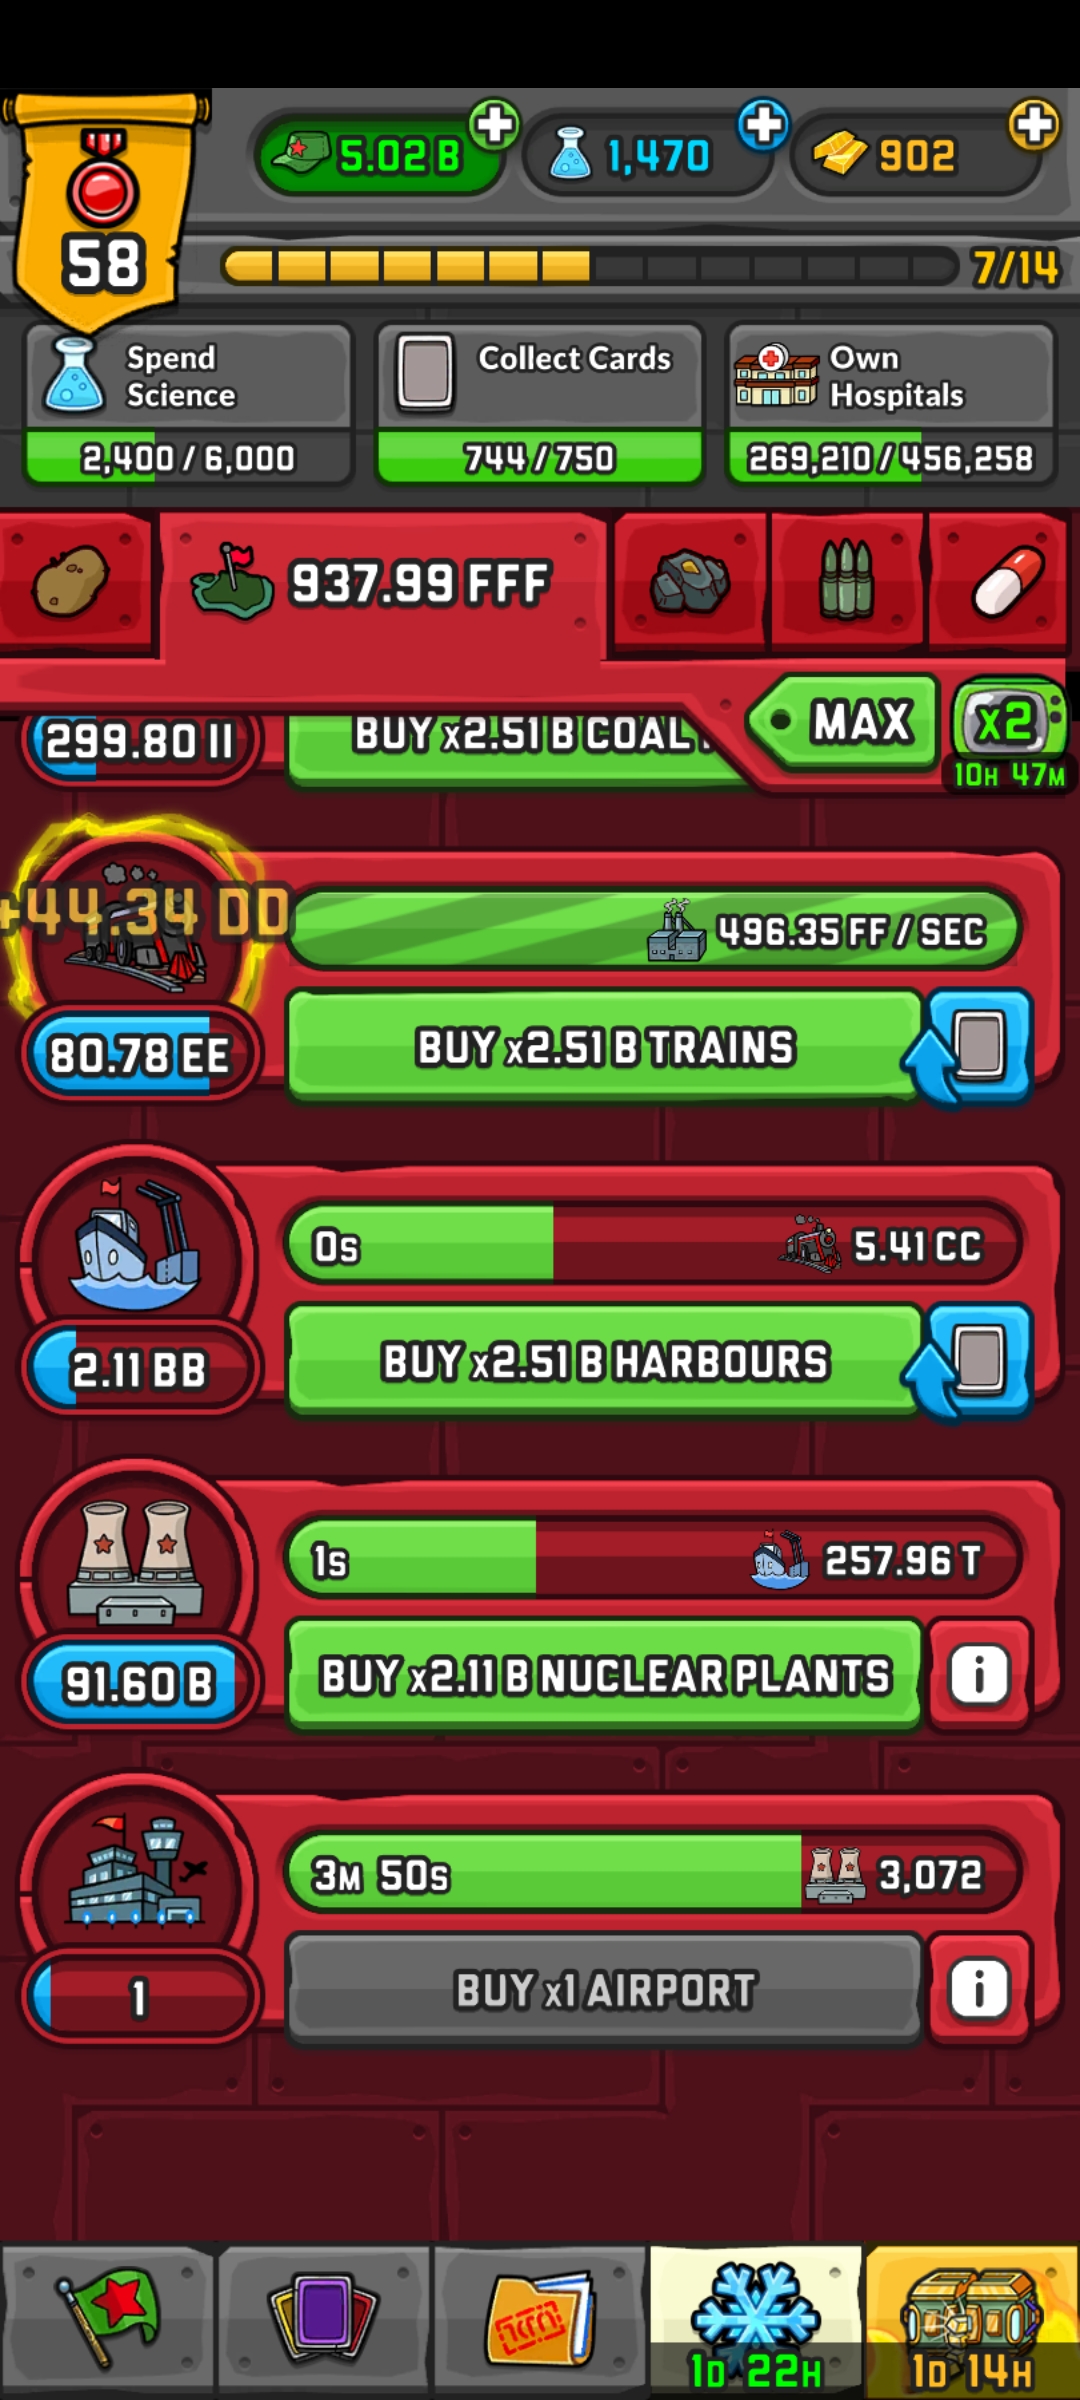 58
5.02 B
1,470
902
7/14
Spend
Science
2,400 / 6,000
Collect Cards
744 / 750
Own
Hospitals
269,210 / 456,258
937.99 FFF
MAX
x2
10H 47M
299.80 II
BUY x2.51 B COAL
+44.34 DD
496.35 FF / SEC
80.78 EE
BUY x2.51 B TRAINS
0S
5.41 CC
2.11 BB
BUY x2.51 B HARBOURS
1S
257.96 T
91.60 B
BUY x2.11 B NUCLEAR PLANTS
i
3M 50S
3,072
1
BUY x1 AIRPORT
i
1D 22H
1D 14H